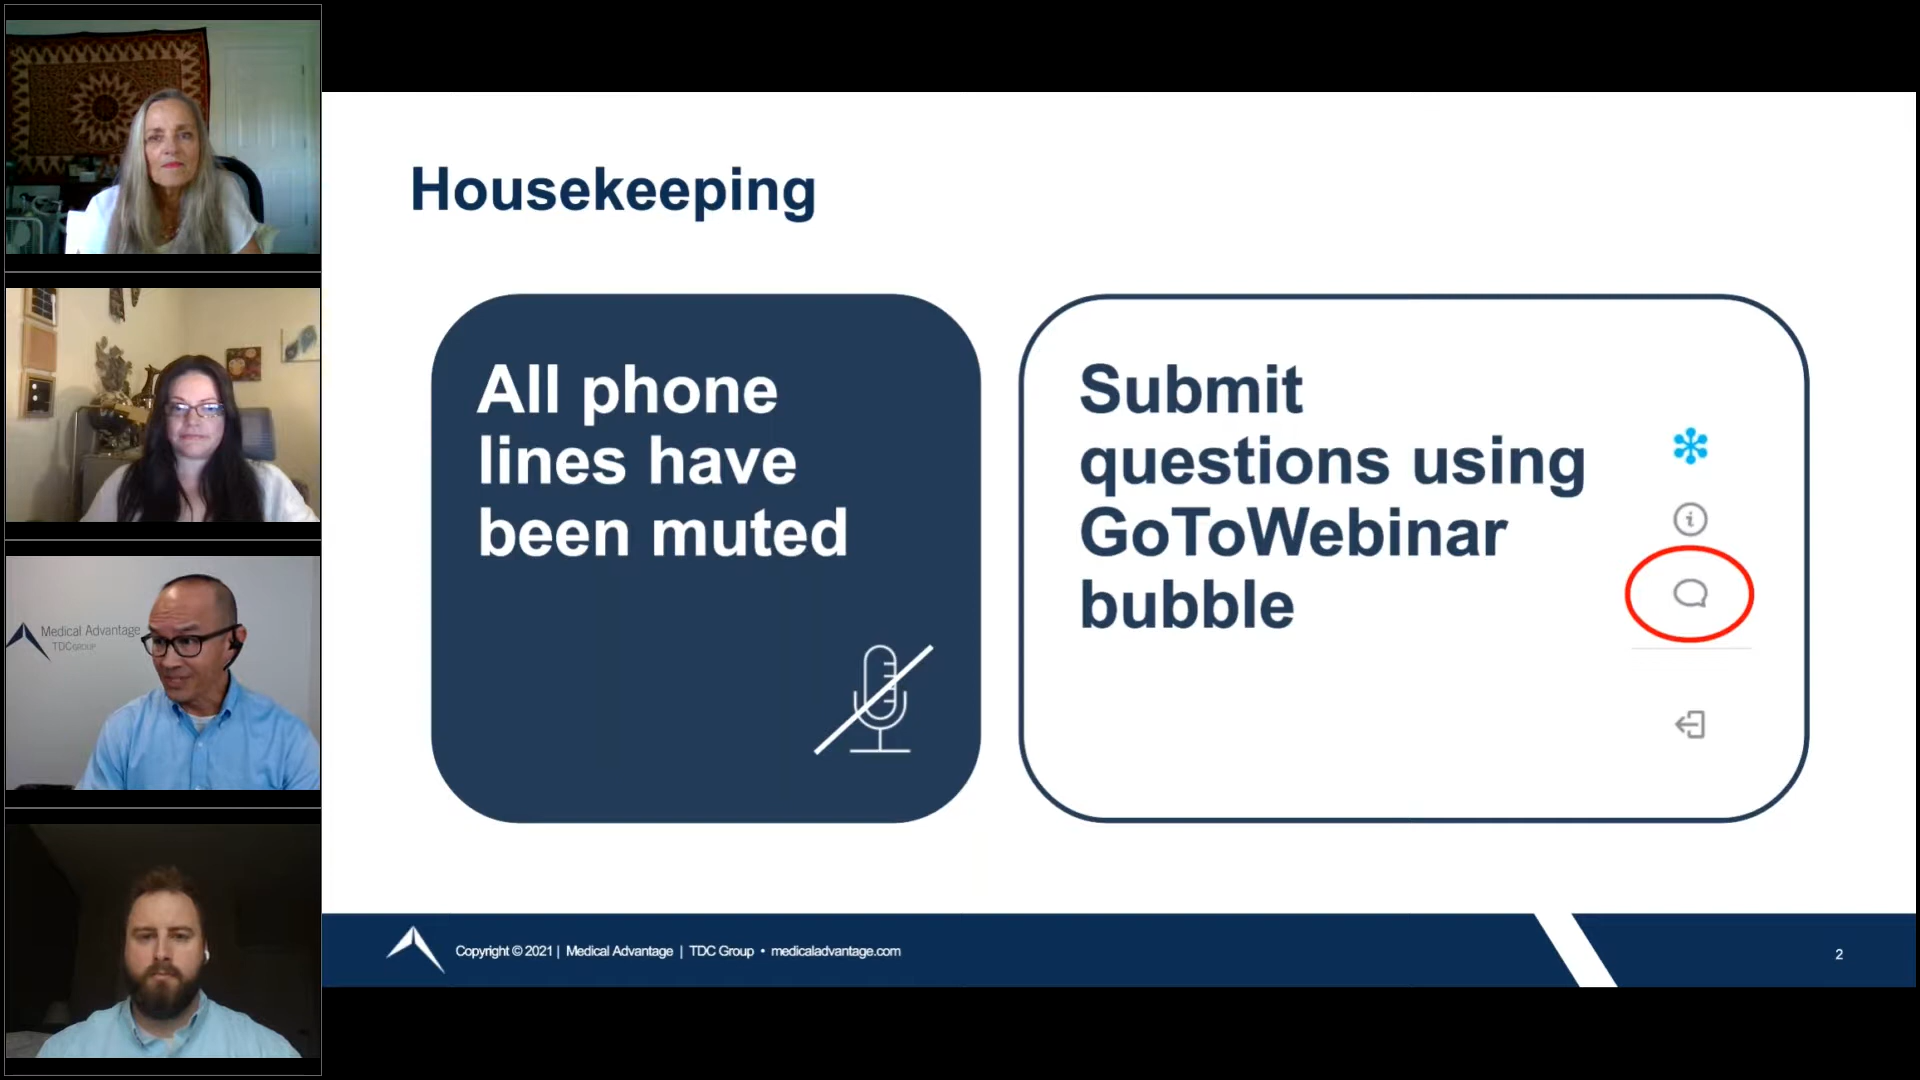 Housekeeping
All phone
lines have
been muted
Submit
questions using
GoToWebinar
bubble
Medical Advantage
TDCGROUP
Copyright © 2021 | Medical Advantage | TDC Group • medicaladvantage.com
2